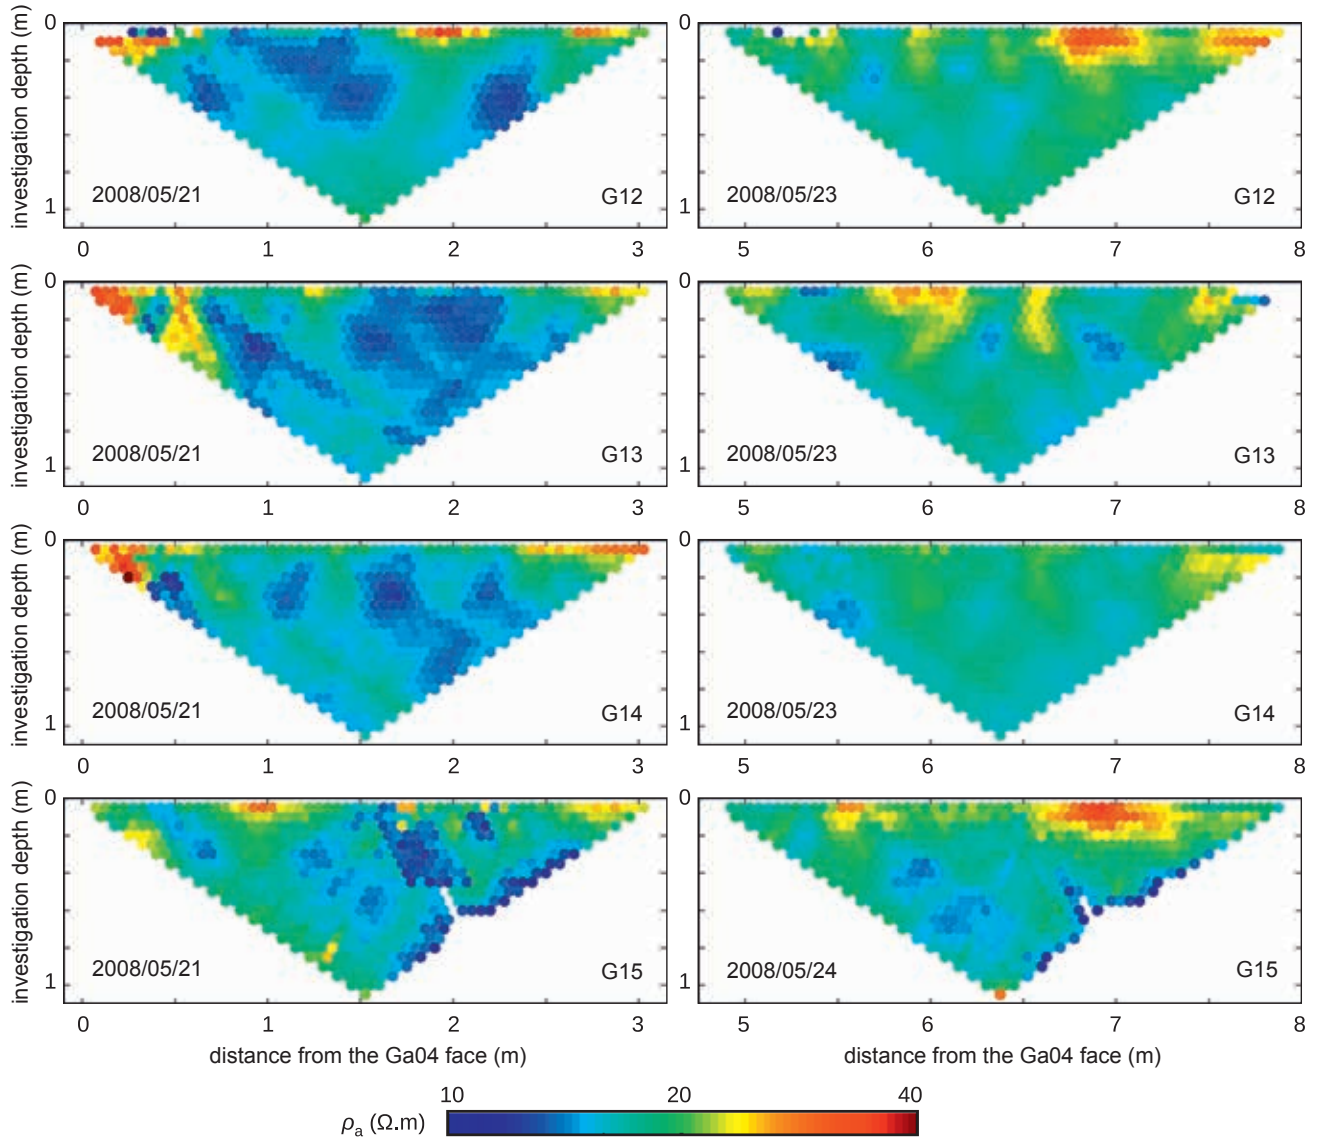 0
investigation depth (m)
1
2008/05/21
G12
0 1 2 3
0
1
2008/05/23
G12
5 6 7 8
0
investigation depth (m)
1
2008/05/21
G13
0 1 2 3
0
1
2008/05/23
G13
5 6 7 8
0
investigation depth (m)
1
2008/05/21
G14
0 1 2 3
0
1
2008/05/23
G14
5 6 7 8
0
investigation depth (m)
1
2008/05/21
G15
0 1 2 3
distance from the Ga04 face (m)
0
1
2008/05/24
G15
5 6 7 8
distance from the Ga04 face (m)
10 20 40
ρa (Ω.m)